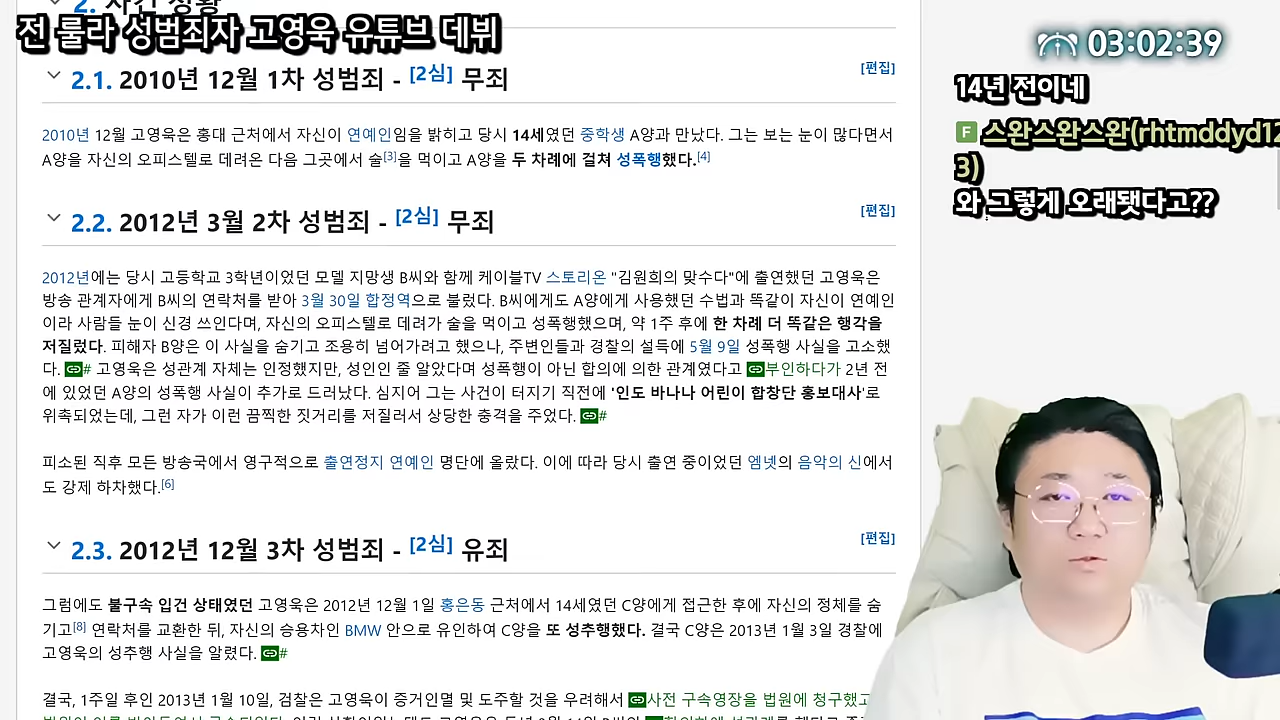 2. 사건 상황
전 룰라 성범죄자 고영욱 유튜브 데뷔
2.1. 2010년 12월 1차 성범죄 - [2심] 무죄
[편집]
2010년 12월 고영욱은 홍대 근처에서 자신이 연예인임을 밝히고 당시 14세였던 중학생 A양과 만났다. 그는 보는 눈이 많다면서
A양을 자신의 오피스텔로 데려온 다음 그곳에서 술[3]을 먹이고 A양을 두 차례에 걸쳐 성폭행했다.[4]
2.2. 2012년 3월 2차 성범죄 - [2심] 무죄
[편집]
2012년에는 당시 고등학교 3학년이었던 모델 지망생 B씨와 함께 케이블TV 스토리온 "김원희의 맞수다"에 출연했던 고영욱은
방송 관계자에게 B씨의 연락처를 받아 3월 30일 합정역으로 불렀다. B씨에게도 A양에게 사용했던 수법과 똑같이 자신이 연예인
이라 사람들 눈이 신경 쓰인다며, 자신의 오피스텔로 데려가 술을 먹이고 성폭행했으며, 약 1주 후에 한 차례 더 똑같은 행각을
저질렀다. 피해자 B양은 이 사실을 숨기고 조용히 넘어가려고 했으나, 주변인들과 경찰의 설득에 5월 9일 성폭행 사실을 고소했
다. # 고영욱은 성관계 자체는 인정했지만, 성인인 줄 알았다며 성폭행이 아닌 합의에 의한 관계였다고 부인하다가 2년 전
에 있었던 A양의 성폭행 사실이 추가로 드러났다. 심지어 그는 사건이 터지기 직전에 '인도 바나나 어린이 합창단 홍보대사'로
위촉되었는데, 그런 자가 이런 끔찍한 짓거리를 저질러서 상당한 충격을 주었다. #
피소된 직후 모든 방송국에서 영구적으로 출연정지 연예인 명단에 올랐다. 이에 따라 당시 출연 중이었던 엠넷의 음악의 신에서
도 강제 하차했다.[6]
2.3. 2012년 12월 3차 성범죄 - [2심] 유죄
[편집]
그럼에도 불구속 입건 상태였던 고영욱은 2012년 12월 1일 홍은동 근처에서 14세였던 C양에게 접근한 후에 자신의 정체를 숨
기고[8] 연락처를 교환한 뒤, 자신의 승용차인 BMW 안으로 유인하여 C양을 또 성추행했다. 결국 C양은 2013년 1월 3일 경찰에
고영욱의 성추행 사실을 알렸다. #
결국, 1주일 후인 2013년 1월 10일, 검찰은 고영욱이 증거인멸 및 도주할 것을 우려해서 사전 구속영장을 법원에 청구했고
03:02:39
14년 전이네
F 스완스완스완(rhtmddyd12
3)
와 그렇게 오래됐다고??